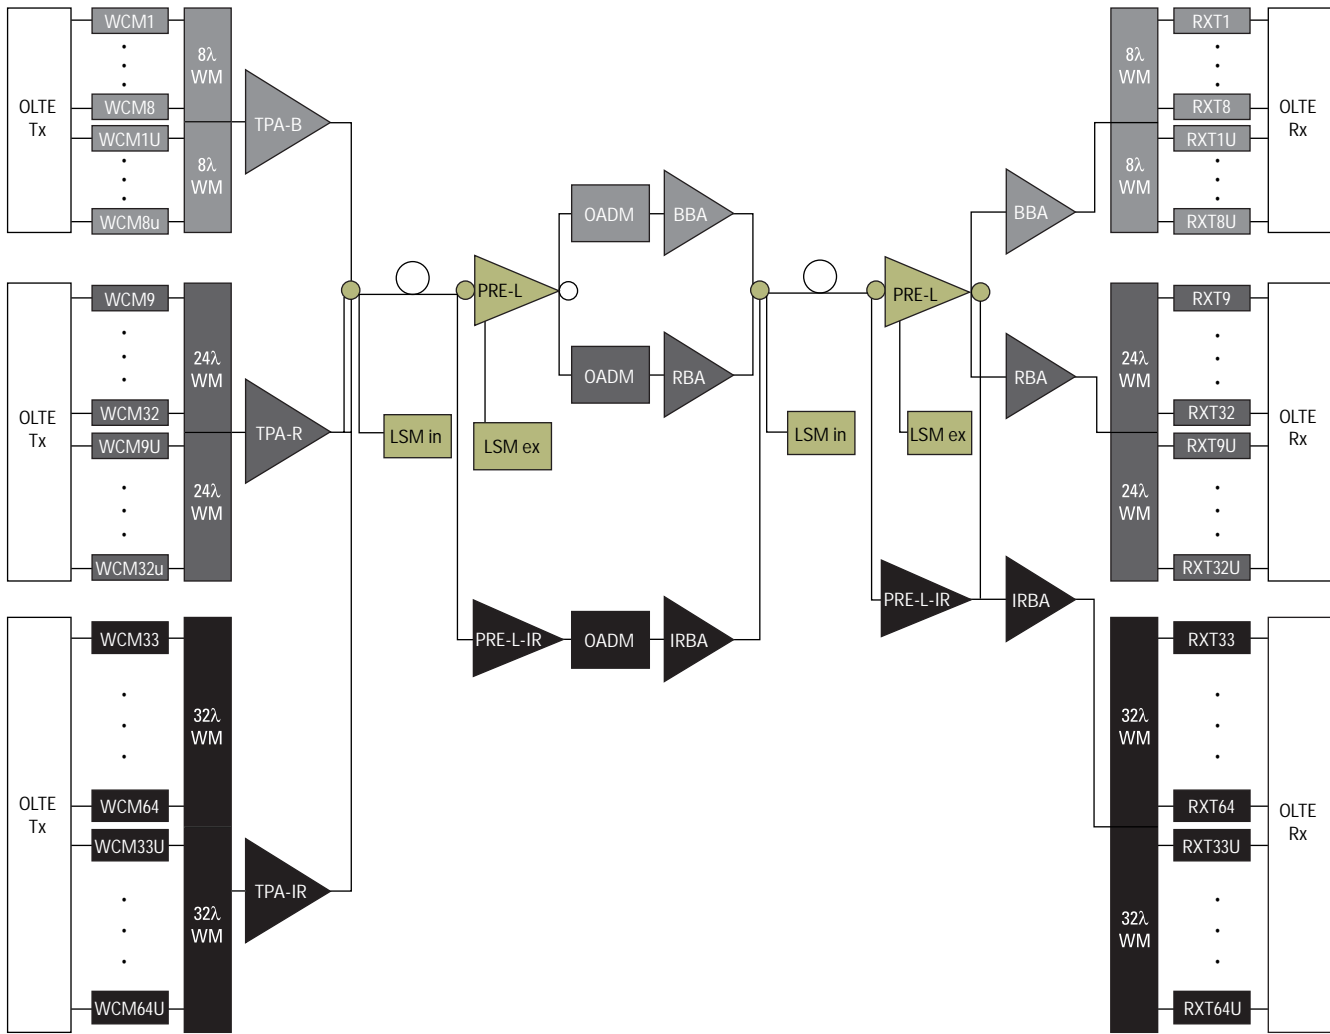 OLTE
Tx
WCM1
WCM8
WCM1U
WCM8u
8λ
WM
8λ
WM
TPA-B
OLTE
Tx
WCM9
WCM32
WCM9U
WCM32u
24λ
WM
24λ
WM
TPA-R
OLTE
Tx
WCM33
WCM64
WCM33U
WCM64U
32λ
WM
32λ
WM
TPA-IR
LSM in
PRE-L
LSM ex
PRE-L-IR
OADM
BBA
OADM
RBA
OADM
IRBA
LSM in
PRE-L
LSM ex
PRE-L-IR
BBA
RBA
IRBA
8λ
WM
8λ
WM
RXT1
RXT8
RXT1U
RXT8U
OLTE
Rx
24λ
WM
24λ
WM
RXT9
RXT32
RXT9U
RXT32U
OLTE
Rx
32λ
WM
32λ
WM
RXT33
RXT64
RXT33U
RXT64U
OLTE
Rx